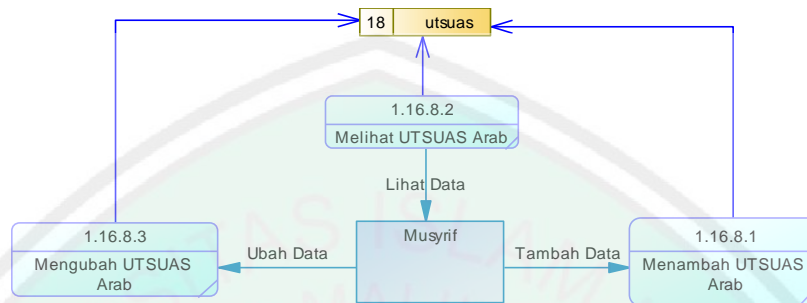 18 utsuas
1.16.8.2
Melihat UTSUAS Arab
Lihat Data
1.16.8.3
Mengubah UTSUAS
Arab
Ubah Data
Musyrif
Tambah Data
1.16.8.1
Menambah UTSUAS
Arab